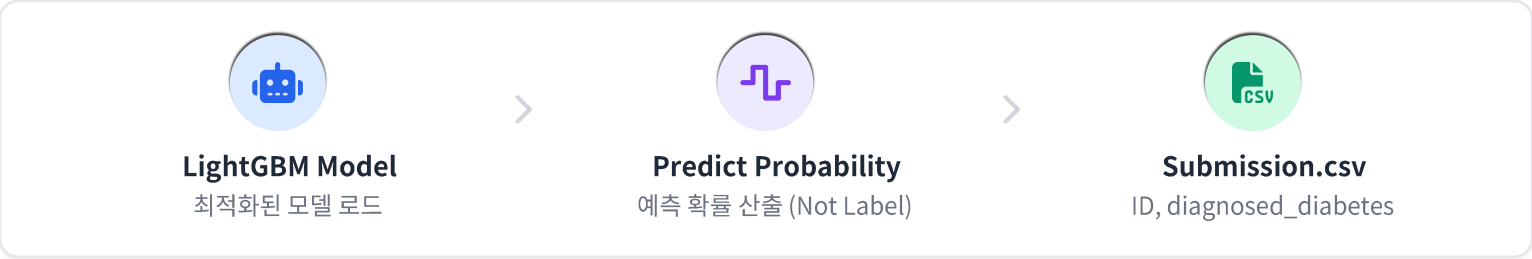 LightGBM Model
최적화된 모델 로드
Predict Probability
예측 확률 산출 (Not Label)
CSV
Submission.csv
ID, diagnosed_diabetes